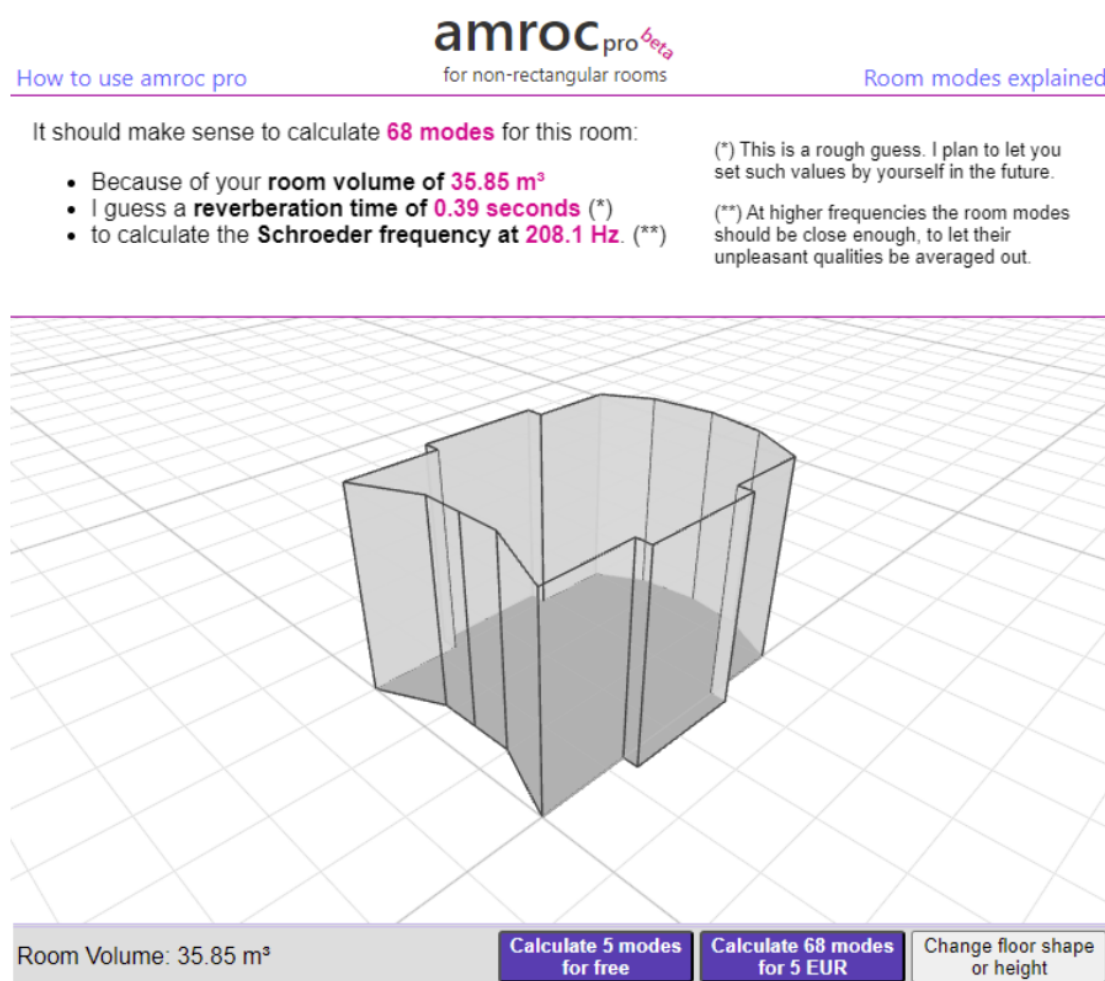 amroc pro beta
for non-rectangular rooms
How to use amroc pro
Room modes explained
It should make sense to calculate 68 modes for this room:
• Because of your room volume of 35.85 m³
• I guess a reverberation time of 0.39 seconds (*)
• to calculate the Schroeder frequency at 208.1 Hz. (**)
(*) This is a rough guess. I plan to let you
set such values by yourself in the future.
(**) At higher frequencies the room modes
should be close enough, to let their
unpleasant qualities be averaged out.
Room Volume: 35.85 m³
Calculate 5 modes
for free
Calculate 68 modes
for 5 EUR
Change floor shape
or height